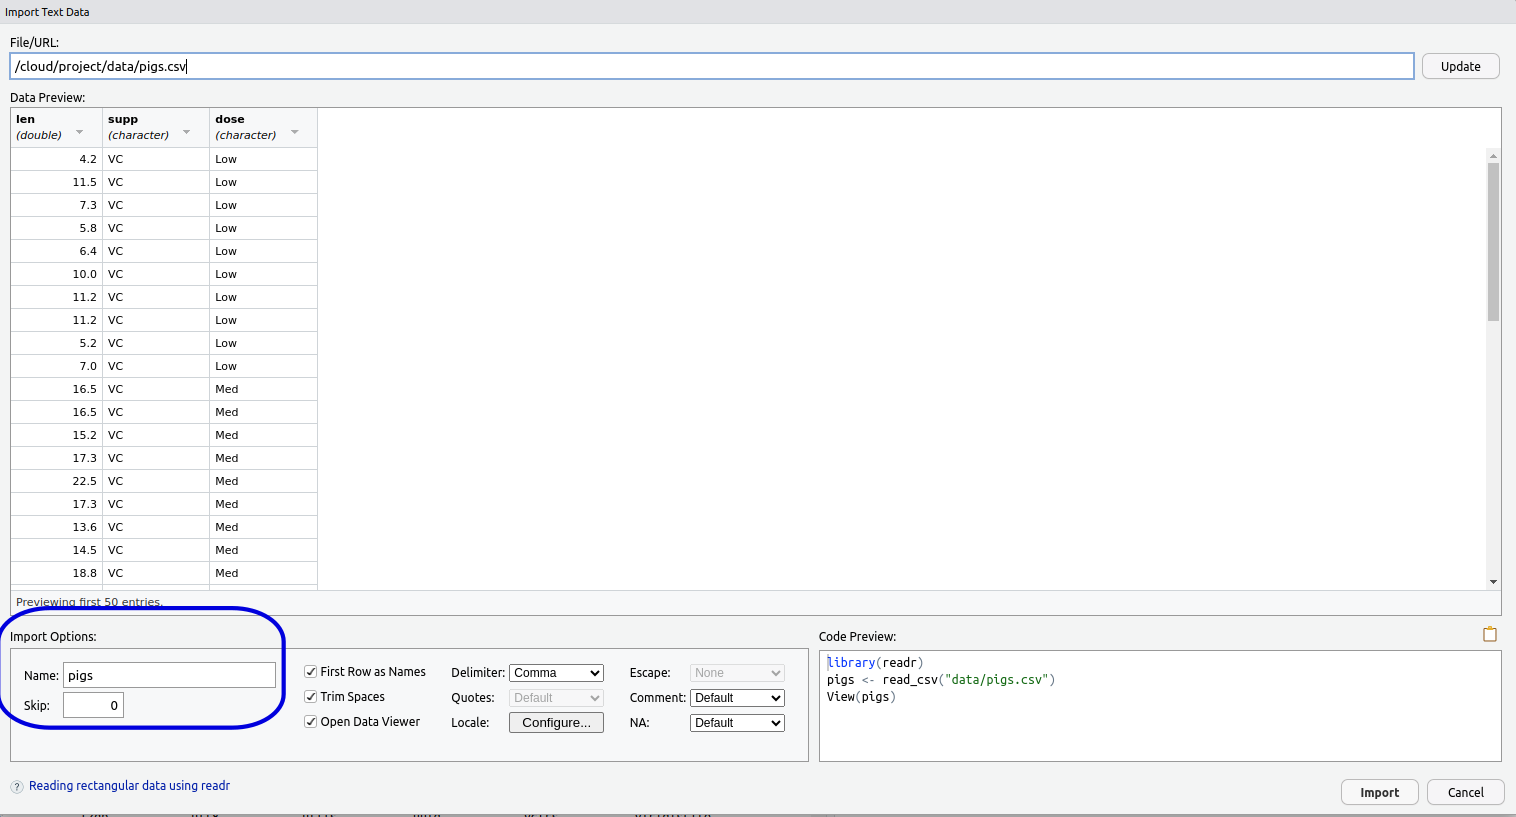 Import Text Data
File/URL:
/cloud/project/data/pigs.csv
Update
Data Preview:
len supp dose
(double) (character) (character)
4.2 VC Low
11.5 VC Low
7.3 VC Low
5.8 VC Low
6.4 VC Low
10.0 VC Low
11.2 VC Low
11.2 VC Low
5.2 VC Low
7.0 VC Low
16.5 VC Med
16.5 VC Med
15.2 VC Med
17.3 VC Med
22.5 VC Med
17.3 VC Med
13.6 VC Med
14.5 VC Med
18.8 VC Med
Previewing first 50 entries.
Import Options:
Name: pigs
Skip: 0
First Row as Names
Trim Spaces
Open Data Viewer
Delimiter: Comma
Quotes: Default
Locale: Configure...
Escape: None
Comment: Default
NA: Default
Code Preview:
library(readr)
pigs <- read_csv("data/pigs.csv")
View(pigs)
? Reading rectangular data using readr
Import
Cancel